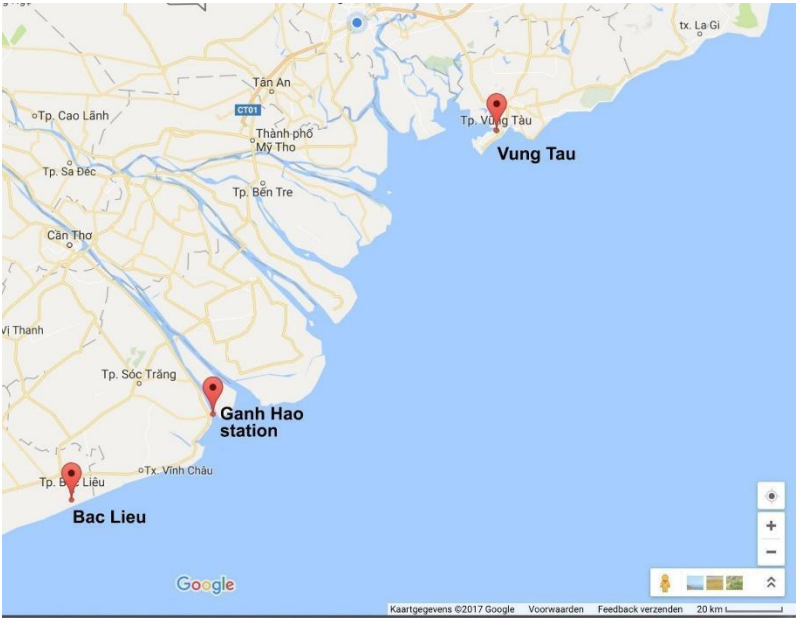 tx. La Gi
Tân An
CT01
Tp. Cao Lãnh
Tp. Vũng Tàu
Thành phố
Mỹ Tho
Vung Tau
Tp. Sa Đéc
Tp. Bến Tre
Cần Thơ
Vị Thanh
Tp. Sóc Trăng
Ganh Hao
station
Tx. Vĩnh Châu
Tp. Bạc Liêu
Bac Lieu
Google
Kaartgegevens ©2017 Google Voorwaarden Feedback verzenden 20 km